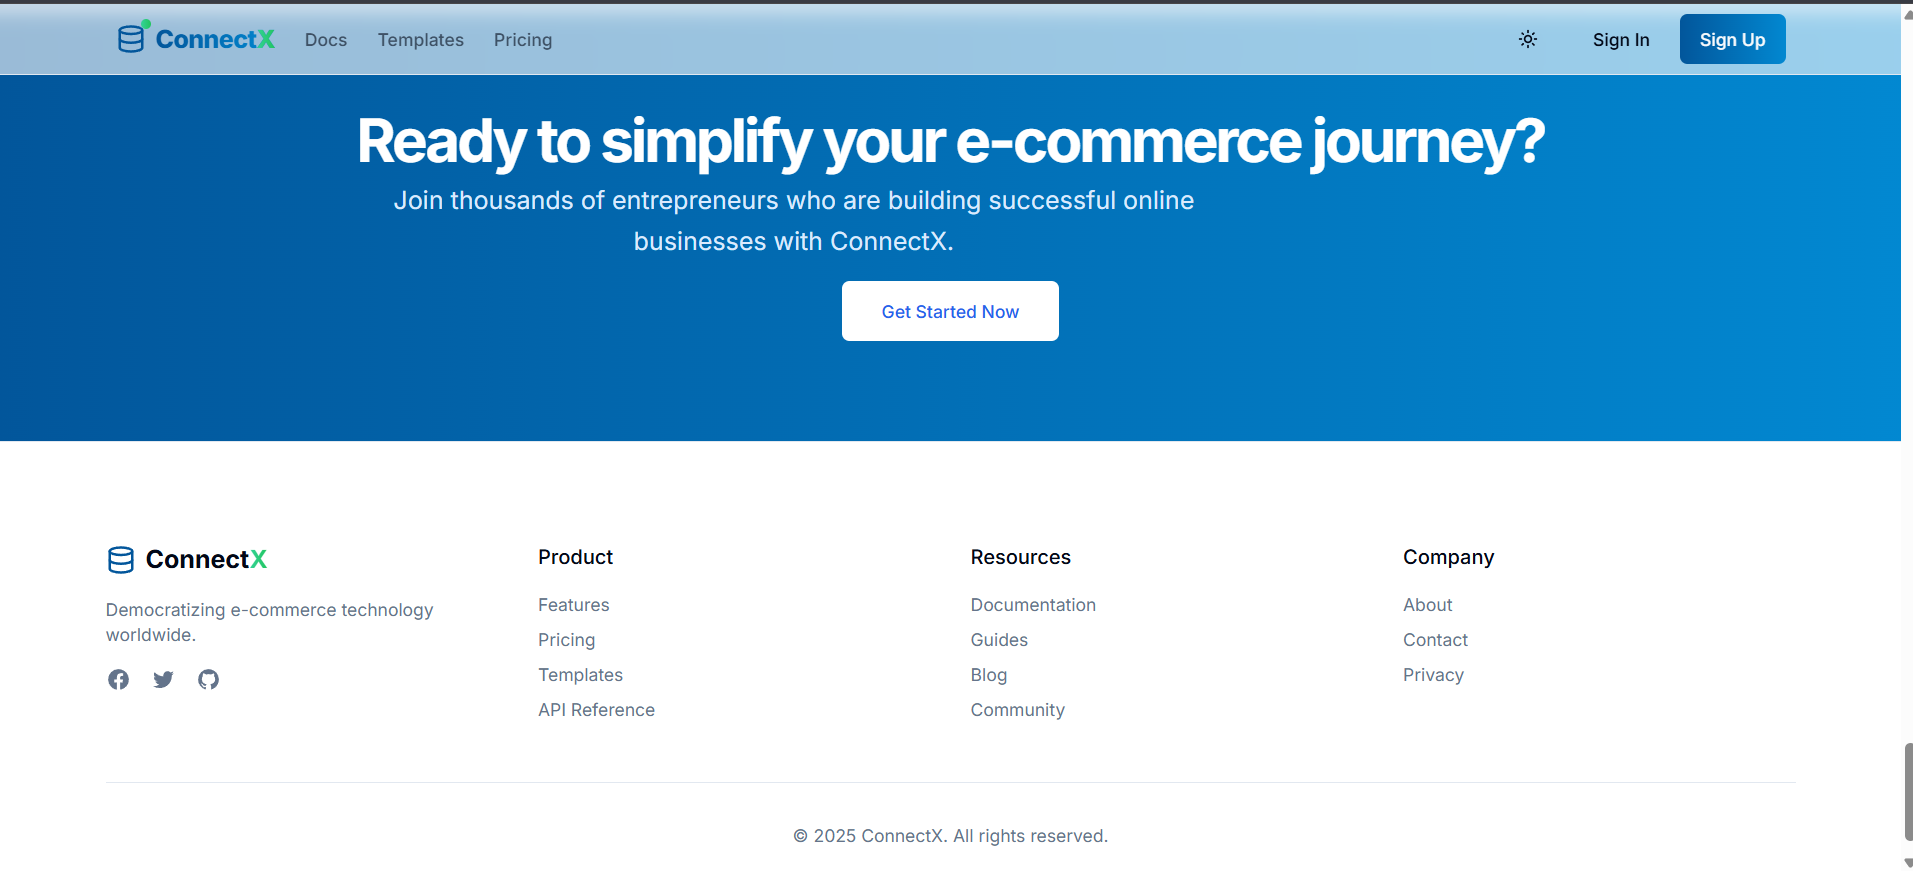 ConnectX Docs Templates Pricing Sign In Sign Up
Ready to simplify your e-commerce journey?
Join thousands of entrepreneurs who are building successful online
businesses with ConnectX.
Get Started Now
ConnectX
Democratizing e-commerce technology
worldwide.
Product
Features
Pricing
Templates
API Reference
Resources
Documentation
Guides
Blog
Community
Company
About
Contact
Privacy
© 2025 ConnectX. All rights reserved.